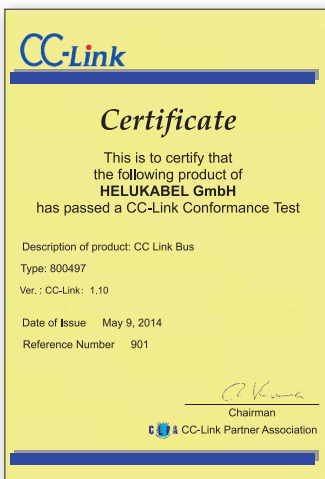 CC-Link
Certificate
This is to certify that
the following product of
HELUKABEL GmbH
has passed a CC-Link Conformance Test
Description of product: CC Link Bus
Type: 800497
Ver. : CC-Link: 1.10
Date of Issue May 9, 2014
Reference Number 901
Chairman
CC-Link Partner Association